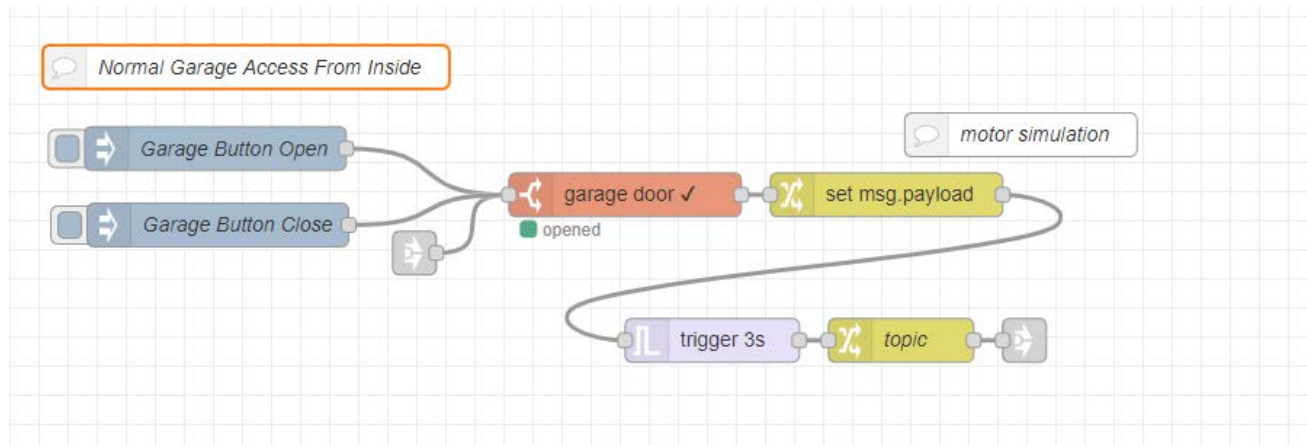 Normal Garage Access From Inside
motor simulation
Garage Button Open
garage door ✓
set msg.payload
Garage Button Close
opened
trigger 3s
topic